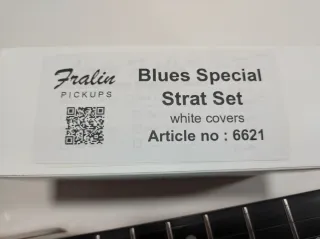 Fralin
PICKUPS
Blues Special
Strat Set
white covers
Article no : 6621